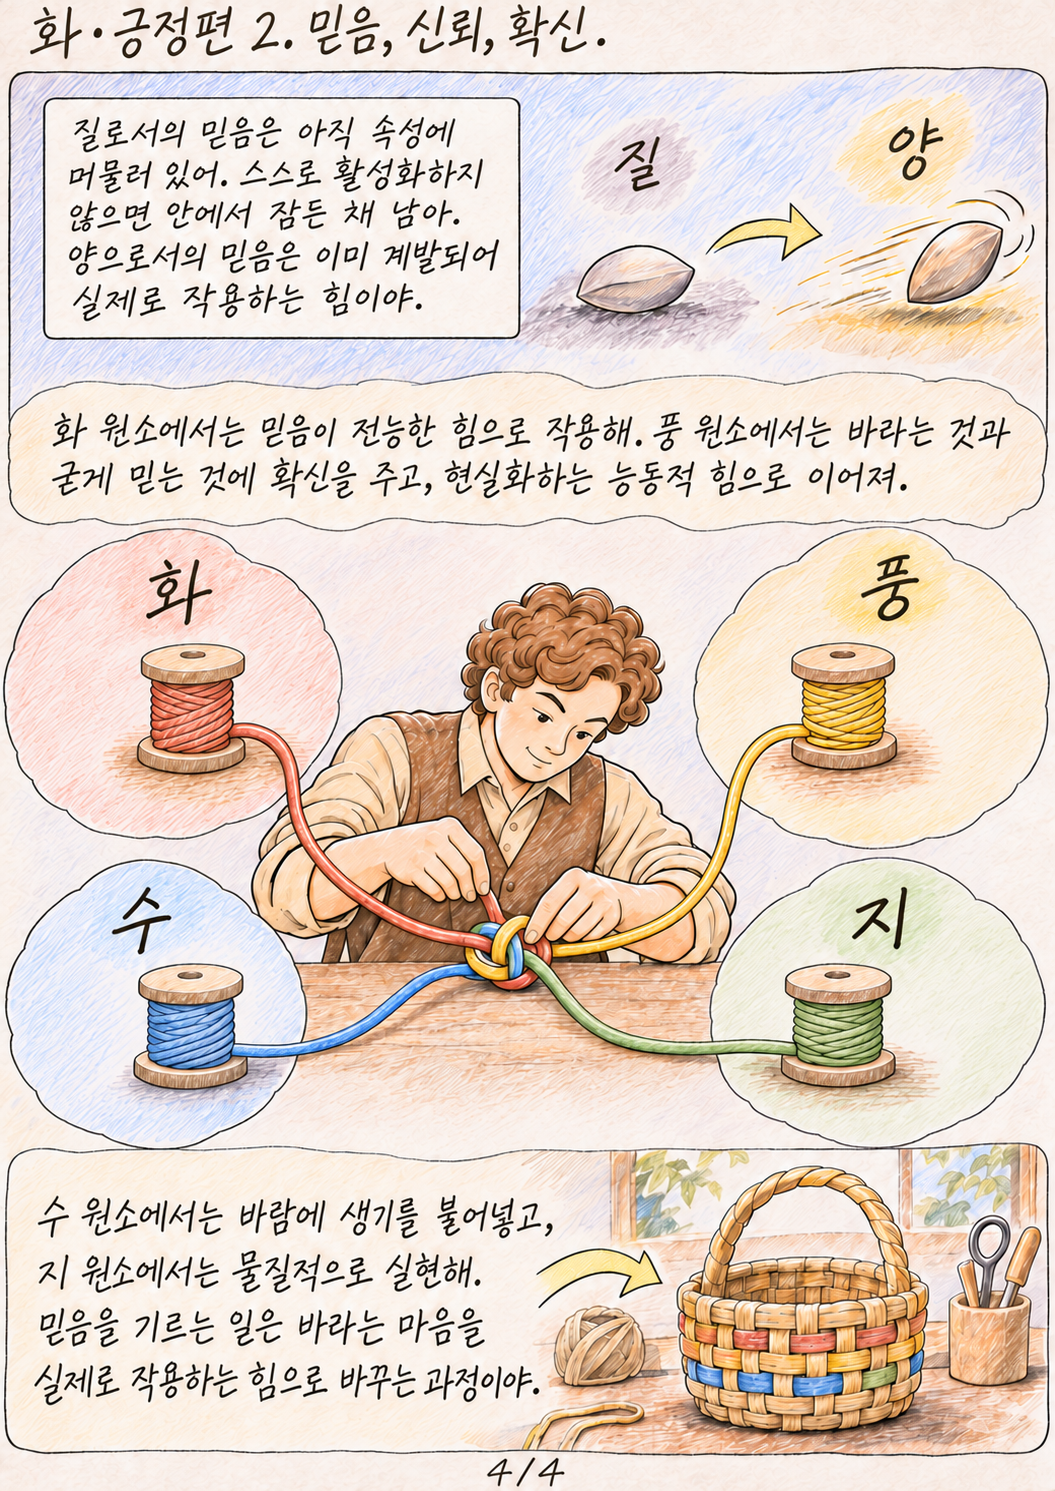 화·긍정편 2. 믿음, 신뢰, 확신.
질로서의 믿음은 아직 속성에
머물러 있어. 스스로 활성화하지
않으면 안에서 잠든 채 남아.
양으로서의 믿음은 이미 계발되어
실제로 작용하는 힘이야.
질
양
화 원소에서는 믿음이 전능한 힘으로 작용해. 풍 원소에서는 바라는 것과
굳게 믿는 것에 확신을 주고, 현실화하는 능동적 힘으로 이어져.
화
풍
수
지
수 원소에서는 바람에 생기를 불어넣고,
지 원소에서는 물질적으로 실현해.
믿음을 기르는 일은 바라는 마음을
실제로 작용하는 힘으로 바꾸는 과정이야.
4/4